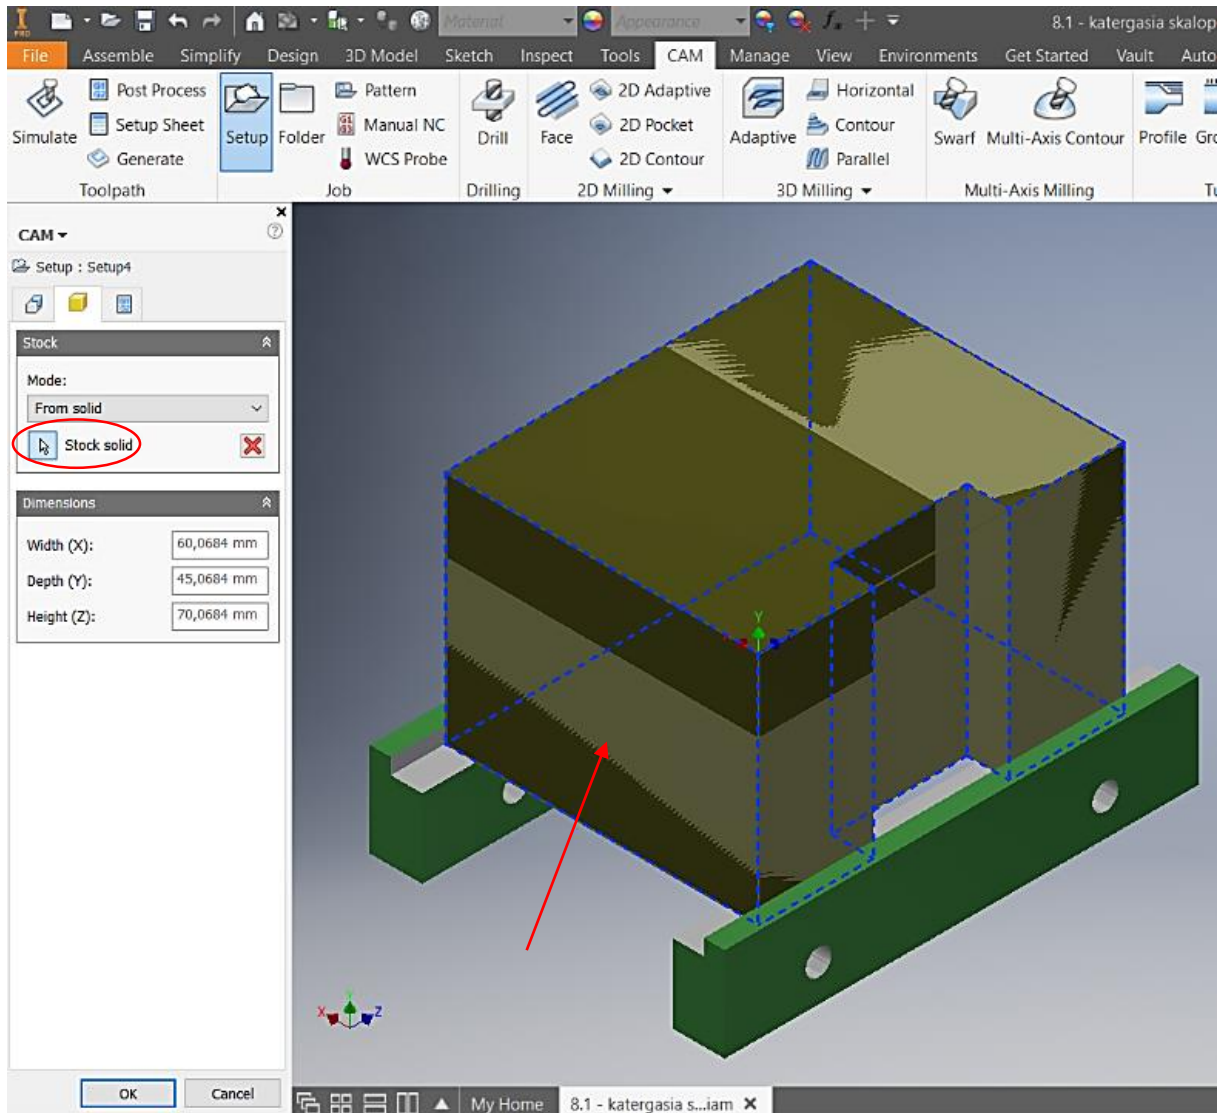 PRO
Material
Appearance
8.1 - katergasia skalop
File Assemble Simplify Design 3D Model Sketch Inspect Tools CAM Manage View Environments Get Started Vault Auto
Simulate
Post Process
Setup Sheet
Generate
Toolpath
Setup
Folder
Pattern
Manual NC
WCS Probe
Job
Drill
Drilling
Face
2D Adaptive
2D Pocket
2D Contour
2D Milling
Adaptive
Horizontal
Contour
Parallel
3D Milling
Swarf
Multi-Axis Contour
Multi-Axis Milling
Profile
Gro
Tu
CAM
Setup : Setup4
Stock
Mode:
From solid
Stock solid
Dimensions
Width (X): 60,0684 mm
Depth (Y): 45,0684 mm
Height (Z): 70,0684 mm
Y
X Y Z
OK Cancel
My Home 8.1 - katergasia s...iam